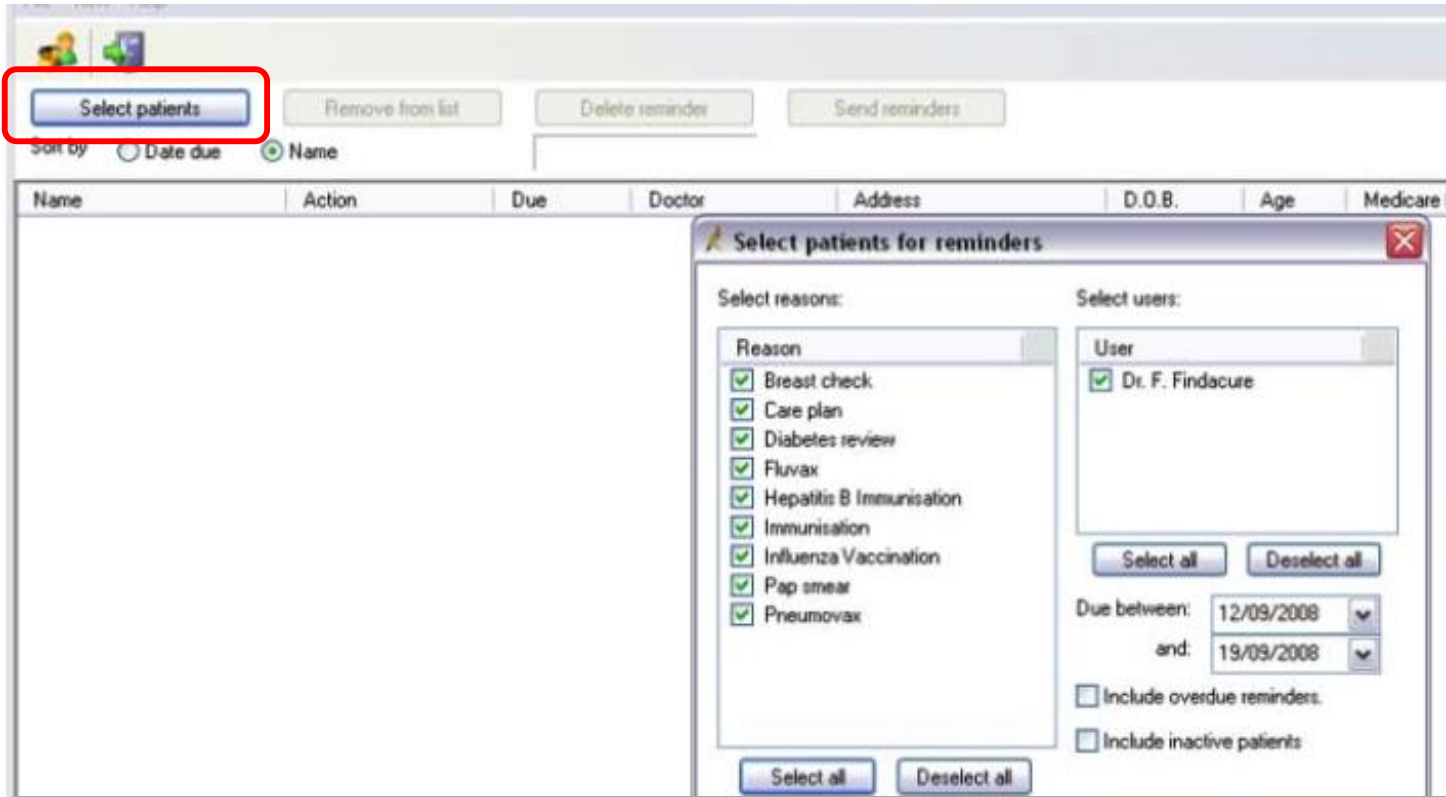 Select patients Remove from list Delete reminder Send reminders
Sort by Date due Name
Name Action Due Doctor Address D.O.B. Age Medicare
Select patients for reminders
Select reasons: Select users:
Reason User
Breast check Dr. F. Findacure
Care plan
Diabetes review
Fluvax
Hepatitis B Immunisation
Immunisation
Influenza Vaccination
Pap smear
Pneumovax
Select all Deselect all
Due between: 12/09/2008
and: 19/09/2008
Include overdue reminders.
Include inactive patients
Select all Deselect all